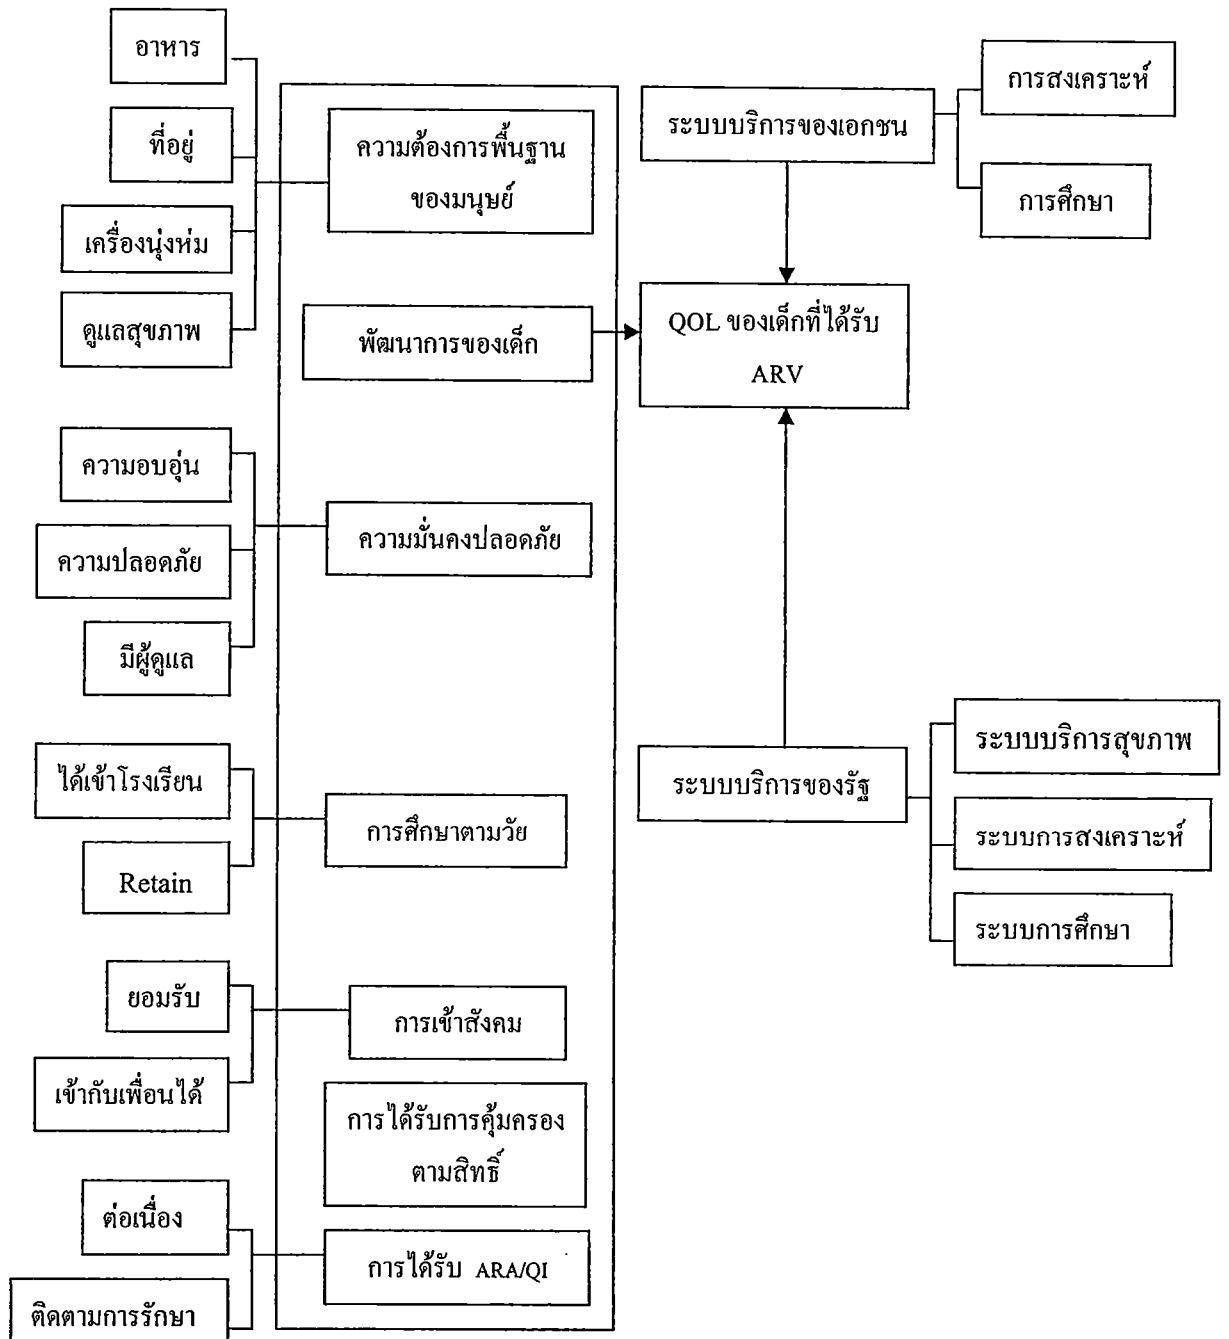 อาหาร
ที่อยู่
เครื่องนุ่งห่ม
ดูแลสุขภาพ
ความต้องการพื้นฐาน
ของมนุษย์
พัฒนาการของเด็ก
ความอบอุ่น
ความปลอดภัย
มีผู้ดูแล
ความมั่นคงปลอดภัย
ได้เข้าโรงเรียน
Retain
การศึกษาตามวัย
ยอมรับ
เข้ากับเพื่อนได้
การเข้าสังคม
การได้รับการคุ้มครอง
ตามสิทธิ์
ต่อเนื่อง
ติดตามการรักษา
การได้รับ ARA/QI
ระบบบริการของเอกชน
การสงเคราะห์
การศึกษา
QOL ของเด็กที่ได้รับ
ARV
ระบบบริการของรัฐ
ระบบบริการสุขภาพ
ระบบการสงเคราะห์
ระบบการศึกษา